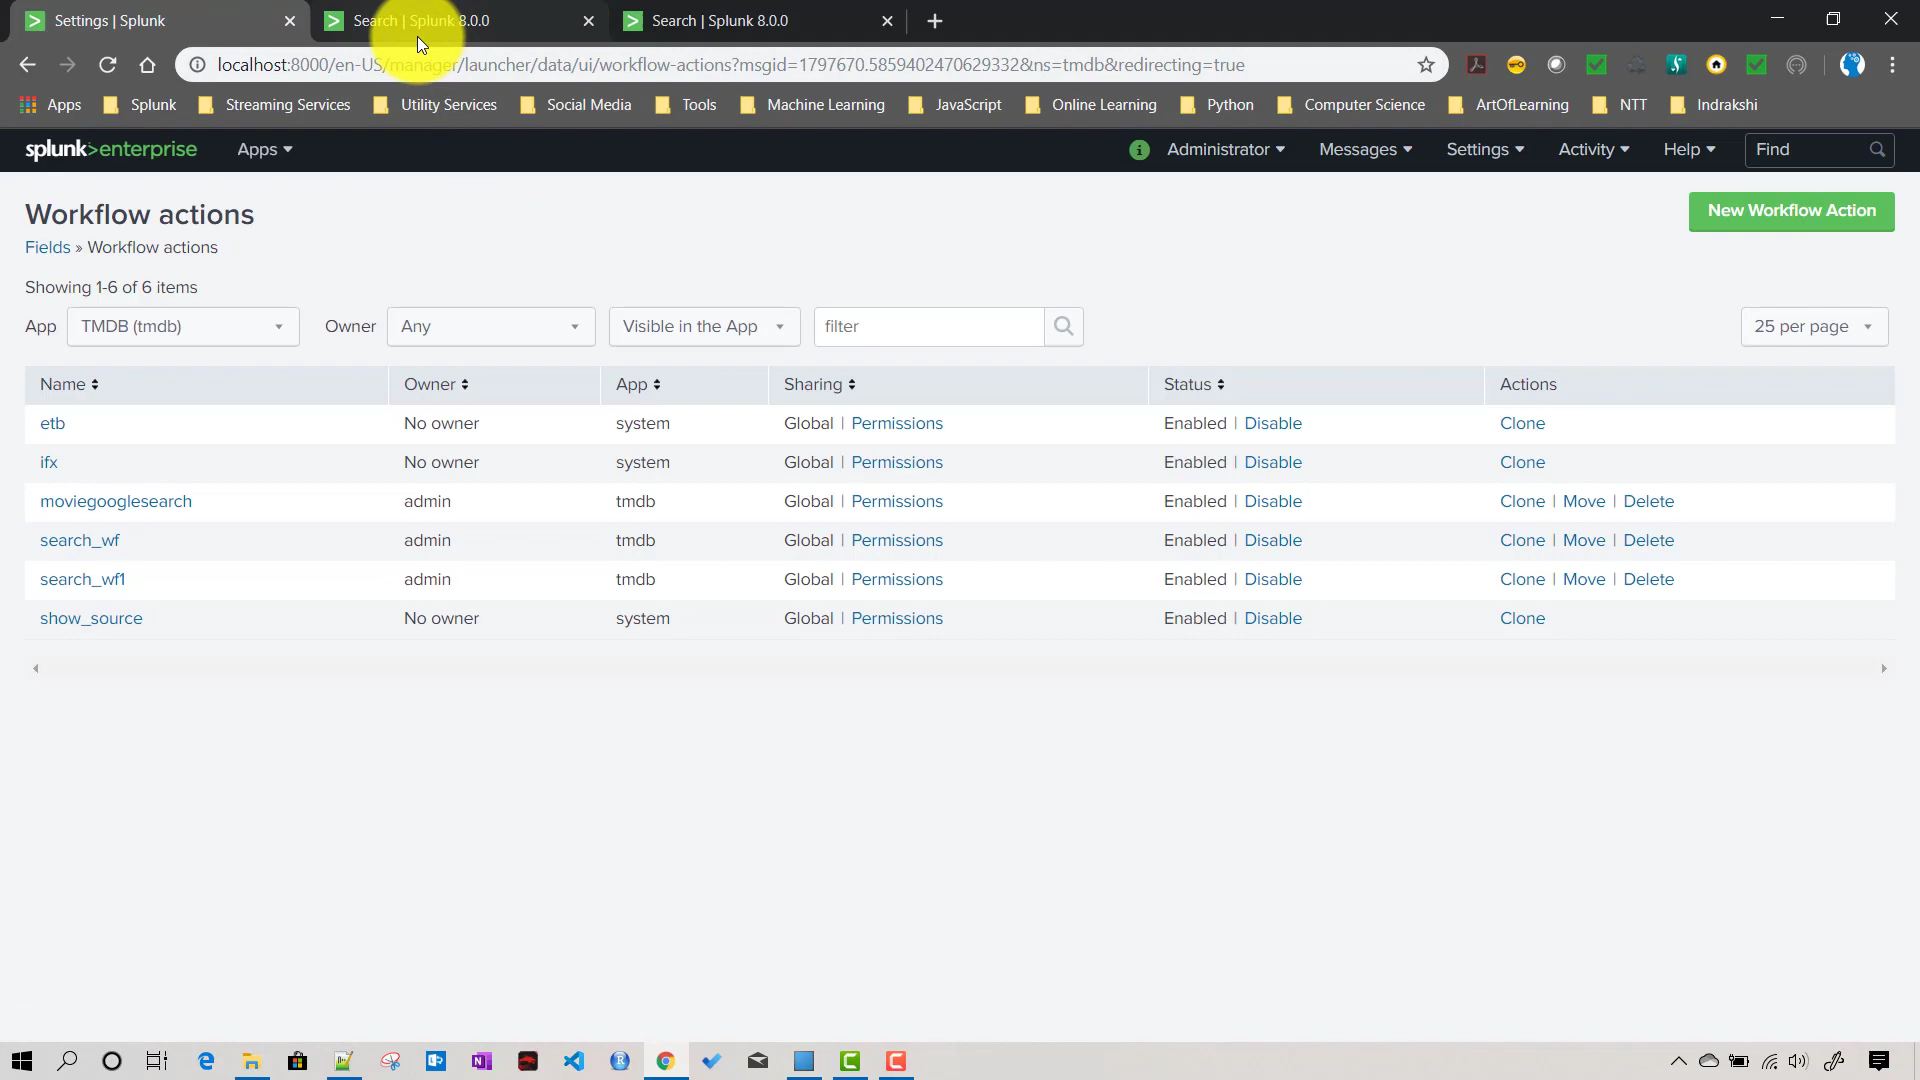 Settings | Splunk
Search | Splunk 8.0.0
Search | Splunk 8.0.0
localhost:8000/en-US/manager/launcher/data/ui/workflow-actions?msgid=1797670.5859402470629332&ns=tmdb&redirecting=true
Apps Splunk Streaming Services Utility Services Social Media Tools Machine Learning JavaScript Online Learning Python Computer Science ArtOfLearning NTT Indrakshi
splunk>enterprise Apps Administrator Messages Settings Activity Help Find
Workflow actions
New Workflow Action
Fields » Workflow actions
Showing 1-6 of 6 items
App TMDB (tmdb) Owner Any Visible in the App filter 25 per page
Name Owner App Sharing Status Actions
etb No owner system Global | Permissions Enabled | Disable Clone
ifx No owner system Global | Permissions Enabled | Disable Clone
moviegooglesearch admin tmdb Global | Permissions Enabled | Disable Clone | Move | Delete
search_wf admin tmdb Global | Permissions Enabled | Disable Clone | Move | Delete
search_wf1 admin tmdb Global | Permissions Enabled | Disable Clone | Move | Delete
show_source No owner system Global | Permissions Enabled | Disable Clone